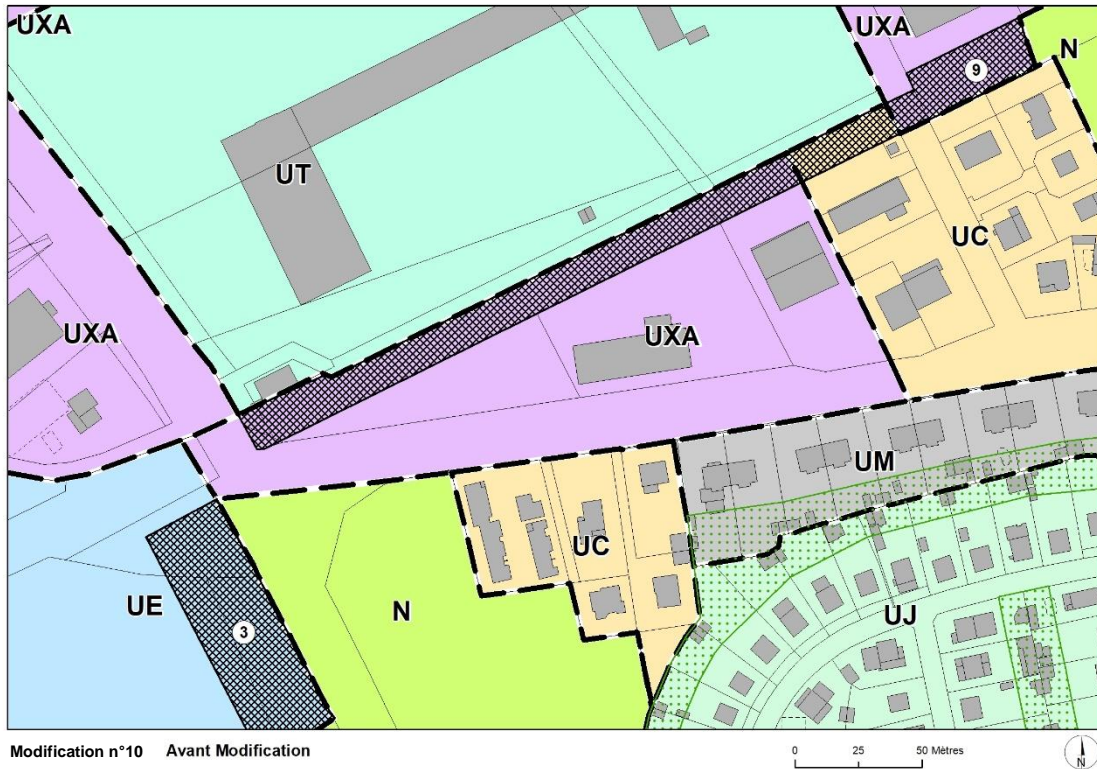 UXA
UXA
N
9
UT
UC
UXA
UXA
UM
UC
UE
N
3
UJ
Modification n°10 Avant Modification
0 25 50 Mètres
N